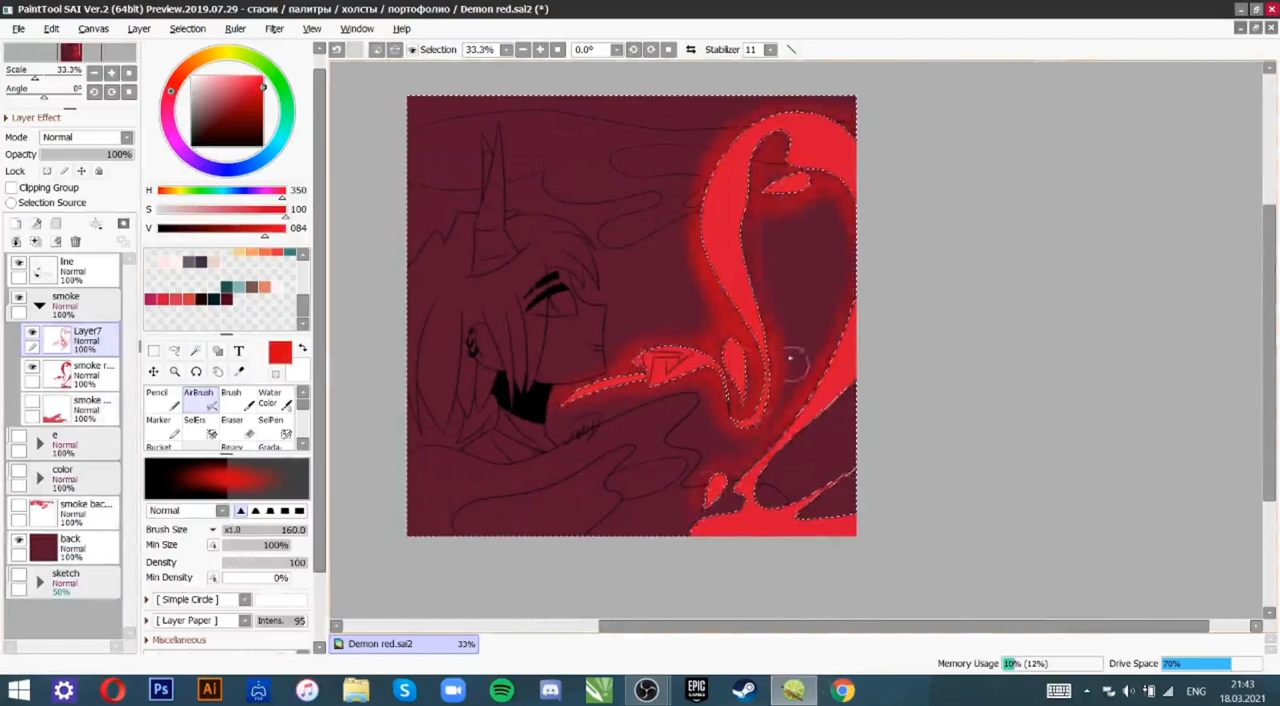 PaintTool SAI Ver.2 (64bit) Preview.2019.07.29 - стасик / палитры / холсты / портофолио / Demon red.sai2 (*)
File Edit Canvas Layer Selection Ruler Filter View Window Help
Selection 33.3% 0.0° Stabilizer 11
Scale 33.3%
Angle 0°
Layer Effect
Mode Normal
Opacity 100%
Lock
Clipping Group
Selection Source
line
Normal
100%
smoke
Normal
100%
Layer7
Normal
100%
smoke r...
Normal
100%
smoke ...
Normal
100%
e
Normal
100%
color
Normal
100%
smoke bac...
Normal
100%
back
Normal
100%
sketch
Normal
50%
H 350
S 100
V 084
T
Pencil AirBrush Brush Water Color
Marker SelErs Eraser SelPen
Bucket Binary Grada-
Normal
Brush Size x1.0 160.0
Min Size 100%
Density 100
Min Density 0%
[ Simple Circle ]
[ Layer Paper ] Intens. 95
Miscellaneous
Demon red.sai2 33%
Memory Usage 10% (12%) Drive Space 70%
Ps Ai EPIC GAMES ENG
21:43
18.03.2021